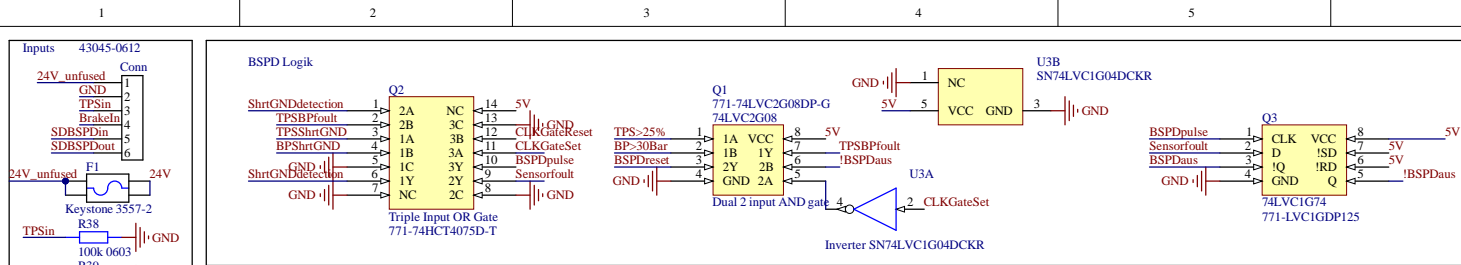 1 2 3 4 5
Inputs 43045-0612
Conn
24V_unfused 1
GND 2
TPSin 3
BrakeIn 4
SDBSPDin 5
SDBSPDout 6
F1
24V_unfused 24V
Keystone 3557-2
TPSin R38 GND
100k 0603
BSPD Logik
Q2
ShrtGNDdetection 1 2A NC 14 5V
TPSBPfoult 2 2B 3C 13 GND
TPSShrtGND 3 1A 3B 12 CLKGateReset
BPShrtGND 4 1B 3A 11 CLKGateSet
GND 5 1C 3Y 10 BSPDpulse
ShrtGNDdetection 6 1Y 2Y 9 Sensorfoult
GND 7 NC 2C 8 GND
Triple Input OR Gate
771-74HCT4075D-T
Q1
771-74LVC2G08DP-G
74LVC2G08
TPS>25% 1 1A VCC 8 5V
BP>30Bar 2 1B 1Y 7 TPSBPfoult
BSPDreset 3 2Y 2B 6 !BSPDaus
GND 4 GND 2A 5
Dual 2 input AND gate
U3A
4 2 CLKGateSet
Inverter SN74LVC1G04DCKR
U3B
SN74LVC1G04DCKR
GND 1 NC
5V 5 VCC GND 3 GND
Q3
BSPDpulse 1 CLK VCC 8 5V
Sensorfoult 2 D !SD 7 5V
BSPDaus 3 !Q !RD 6 5V
GND 4 GND Q 5 !BSPDaus
74LVC1G74
771-LVC1GDP125